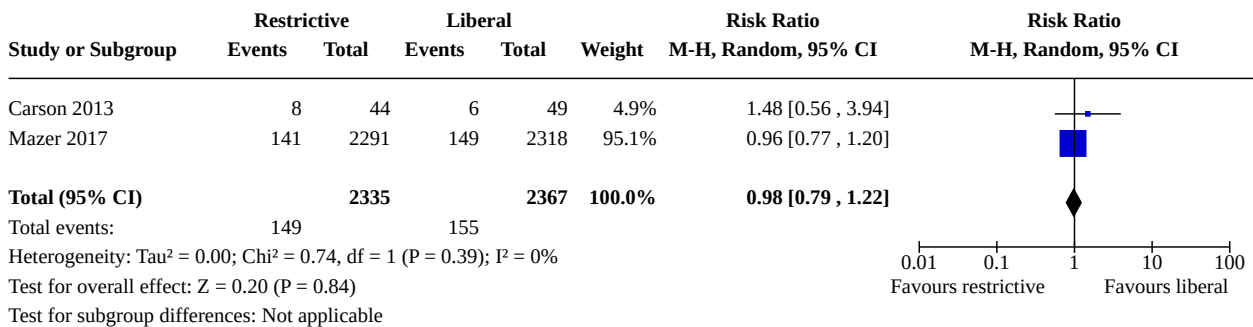 Restrictive Liberal Risk Ratio Risk Ratio
Study or Subgroup Events Total Events Total Weight M-H, Random, 95% CI M-H, Random, 95% CI
Carson 2013 8 44 6 49 4.9% 1.48 [0.56 , 3.94]
Mazer 2017 141 2291 149 2318 95.1% 0.96 [0.77 , 1.20]
Total (95% CI) 2335 2367 100.0% 0.98 [0.79 , 1.22]
Total events: 149 155
Heterogeneity: Tau² = 0.00; Chi² = 0.74, df = 1 (P = 0.39); I² = 0%
0.01 0.1 1 10 100
Test for overall effect: Z = 0.20 (P = 0.84) Favours restrictive Favours liberal
Test for subgroup differences: Not applicable